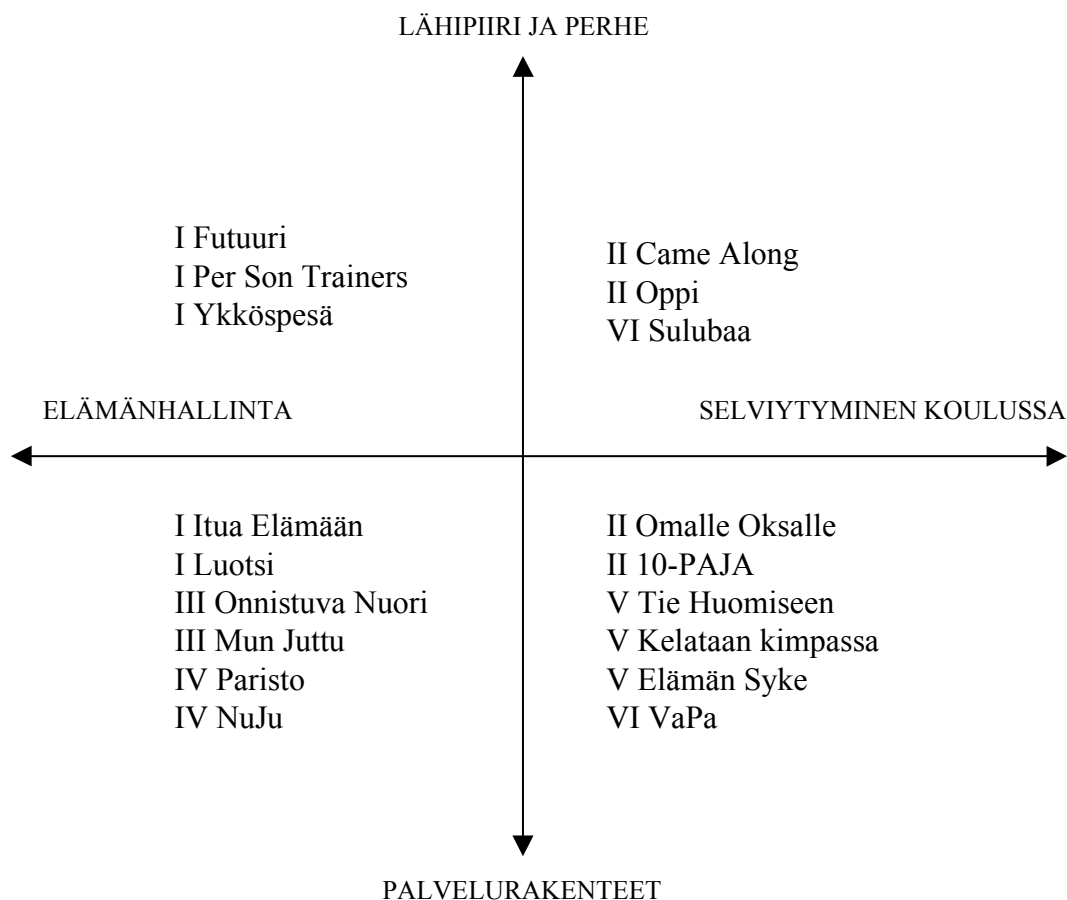 LÄHIPIIRI JA PERHE
I Futuuri
I Per Son Trainers
I Ykköspesä
II Came Along
II Oppi
VI Sulubaa
ELÄMÄNHALLINTA
SELVIYTYMINEN KOULUSSA
I Itua Elämään
I Luotsi
III Onnistuva Nuori
III Mun Juttu
IV Paristo
IV NuJu
II Omalle Oksalle
II 10-PAJA
V Tie Huomiseen
V Kelataan kimpassa
V Elämän Syke
VI VaPa
PALVELURAKENTEET